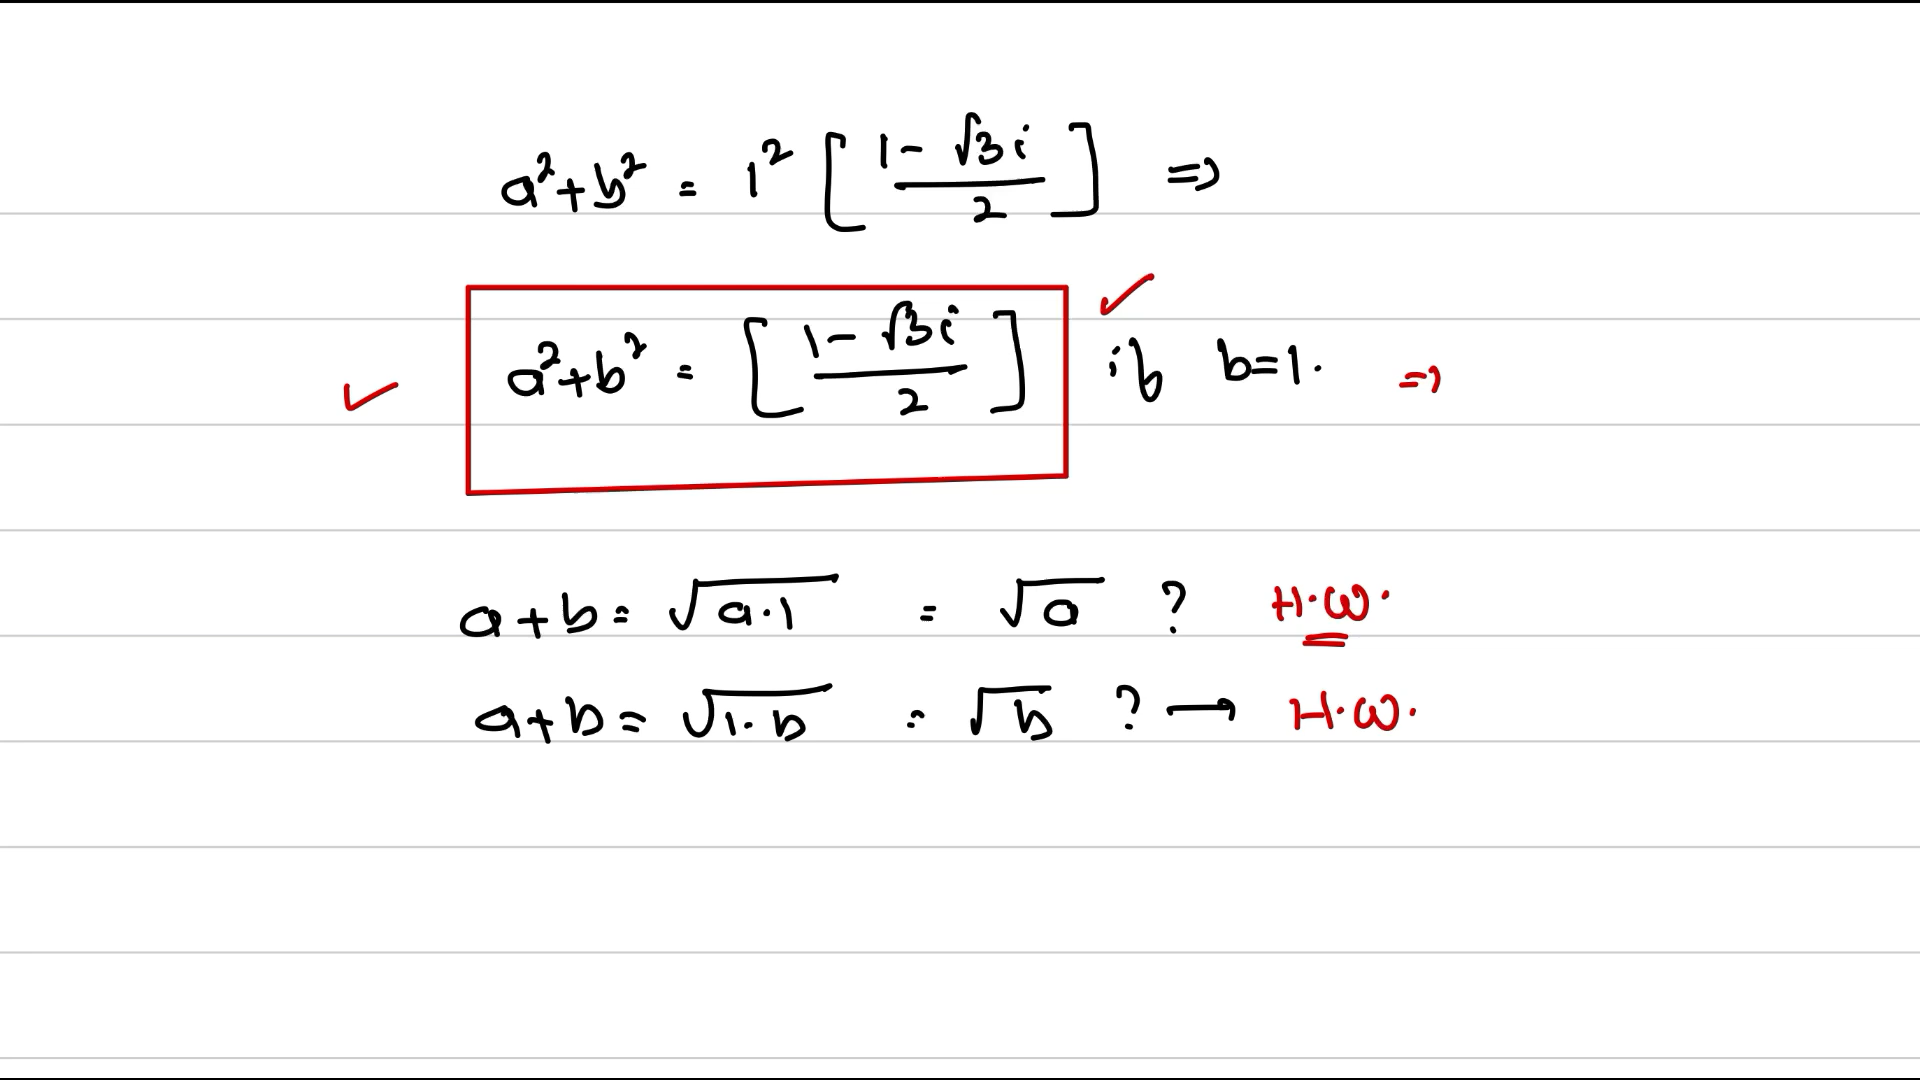 a²+b² = 1² [ (1-√3i)/2 ] ⇒
✓ a²+b² = [ (1-√3i)/2 ] ✓ if b=1. ⇒
a+b = √(a·1) = √a ? H.W.
a+b = √(1·b) = √b ? → H.W.